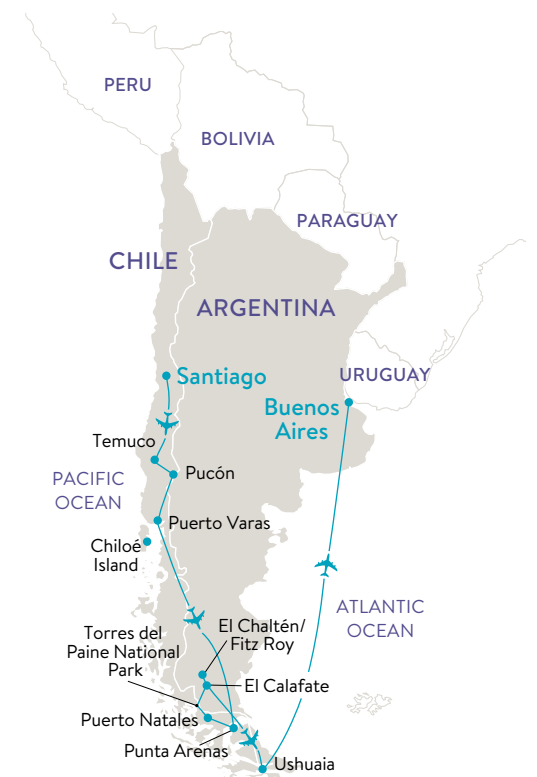 PERU
BOLIVIA
PARAGUAY
CHILE
ARGENTINA
Santiago
URUGUAY
Buenos
Aires
Temuco
Pucón
PACIFIC
OCEAN
Puerto Varas
Chiloé
Island
ATLANTIC
OCEAN
El Chaltén/
Fitz Roy
Torres del
Paine National
Park
El Calafate
Puerto Natales
Punta Arenas
Ushuaia